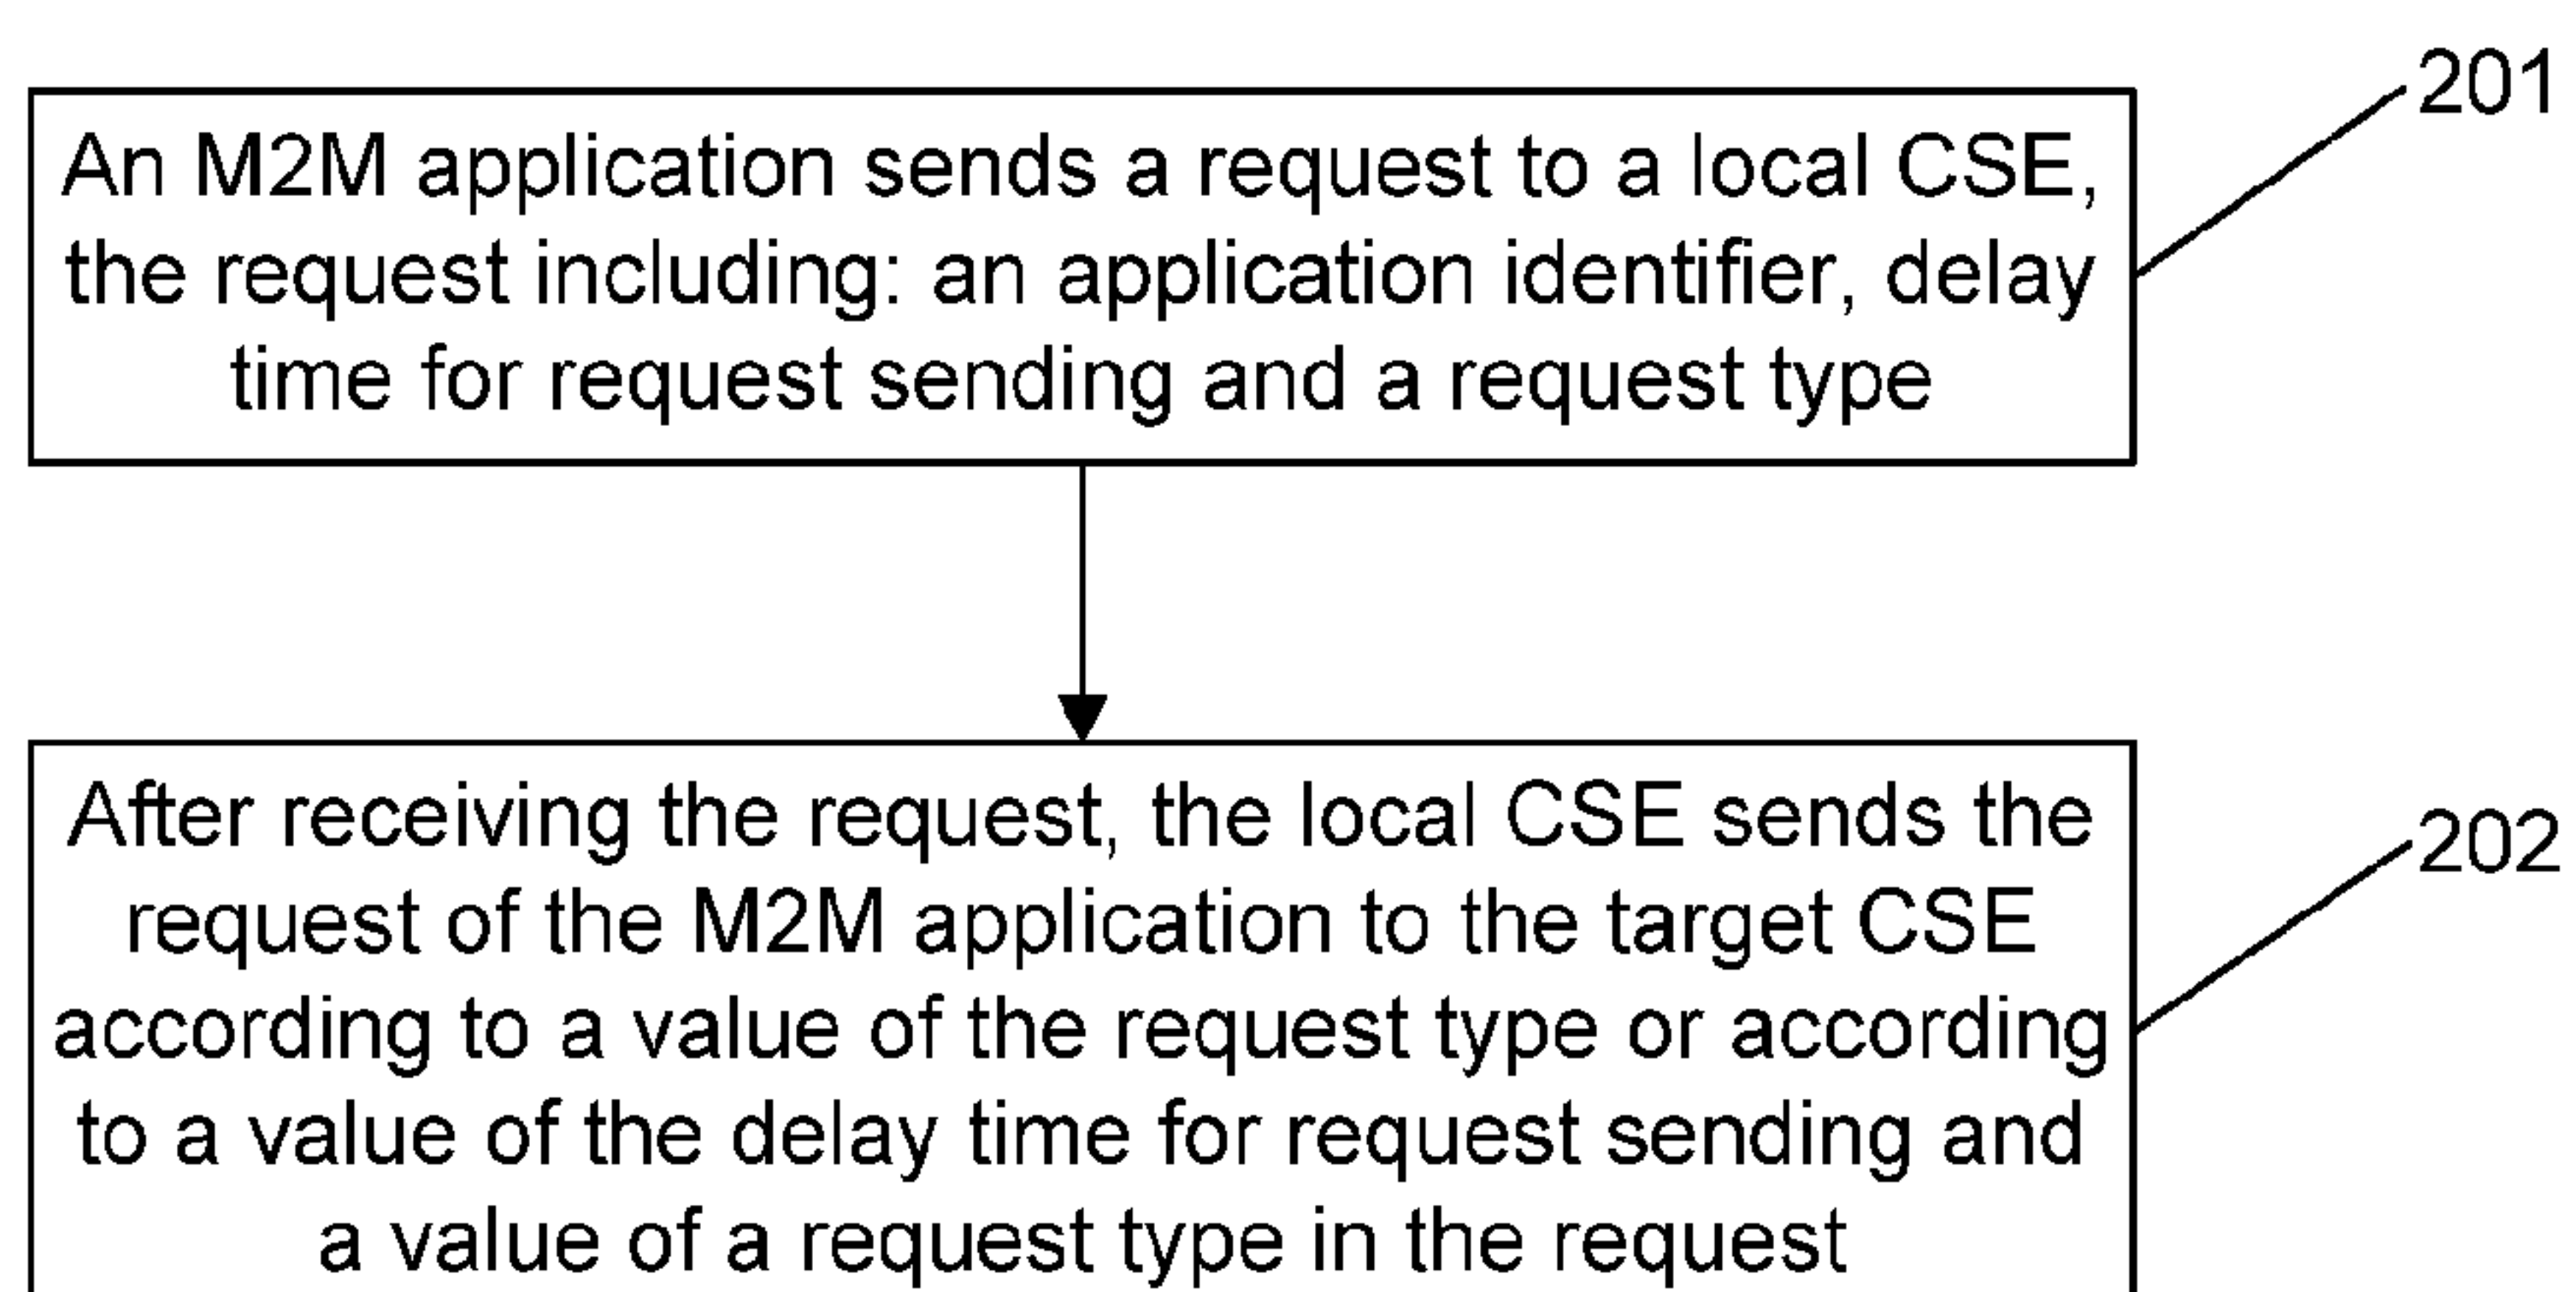 201
An M2M application sends a request to a local CSE,
the request including: an application identifier, delay
time for request sending and a request type
After receiving the request, the local CSE sends the
202
request of the M2M application to the target CSE
according to a value of the request type or according
to a value of the delay time for request sending and
a value of a request type in the request